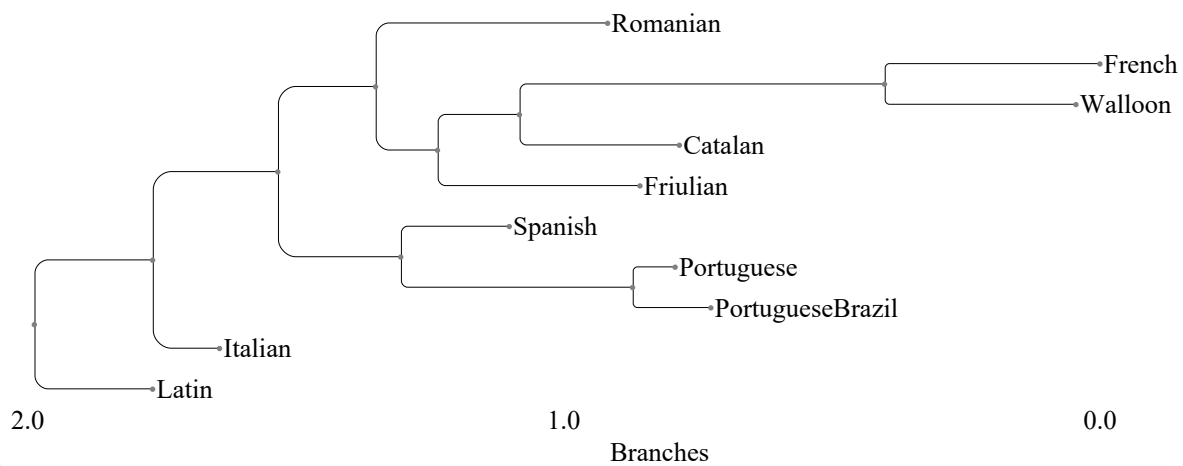 Romanian
French
Walloon
Catalan
Friulian
Spanish
Portuguese
PortugueseBrazil
Italian
Latin
2.0 1.0 0.0
Branches